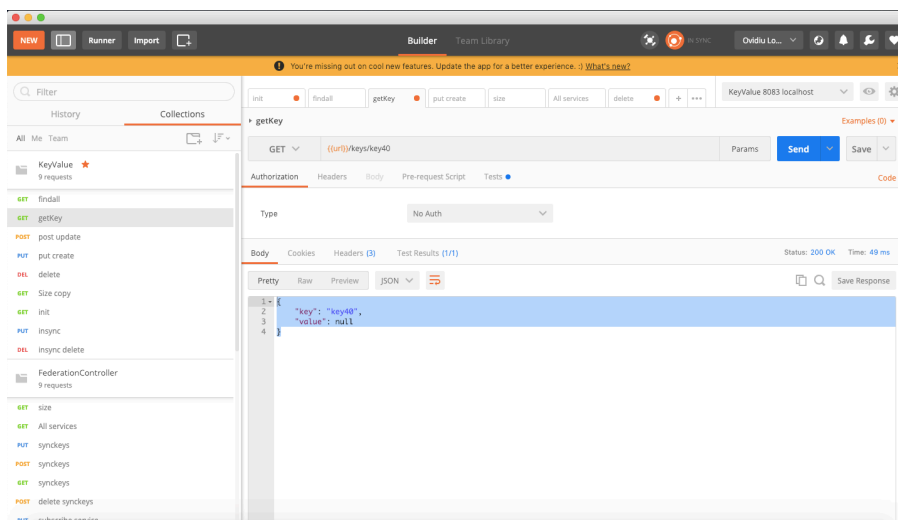 NEW Runner Import Builder Team Library IN SYNC Ovidiu Lo...
You're missing out on cool new features. Update the app for a better experience. :) What's new?
Filter
History Collections
All Me Team
KeyValue
9 requests
GET findall
GET getKey
POST post update
PUT put create
DEL delete
GET Size copy
GET init
PUT insync
DEL insync delete
FederationController
9 requests
GET size
GET All services
PUT synckeys
POST synckeys
GET synckeys
POST delete synckeys
PUT subscribe service
init findall getKey put create size All services delete + ••• KeyValue 8083 localhost
getKey Examples (0)
GET {{url}}/keys/key40 Params Send Save
Authorization Headers Body Pre-request Script Tests Code
Type No Auth
Body Cookies Headers (3) Test Results (1/1) Status: 200 OK Time: 49 ms
Pretty Raw Preview JSON Save Response
1 {
2 "key": "key40",
3 "value": null
4 }